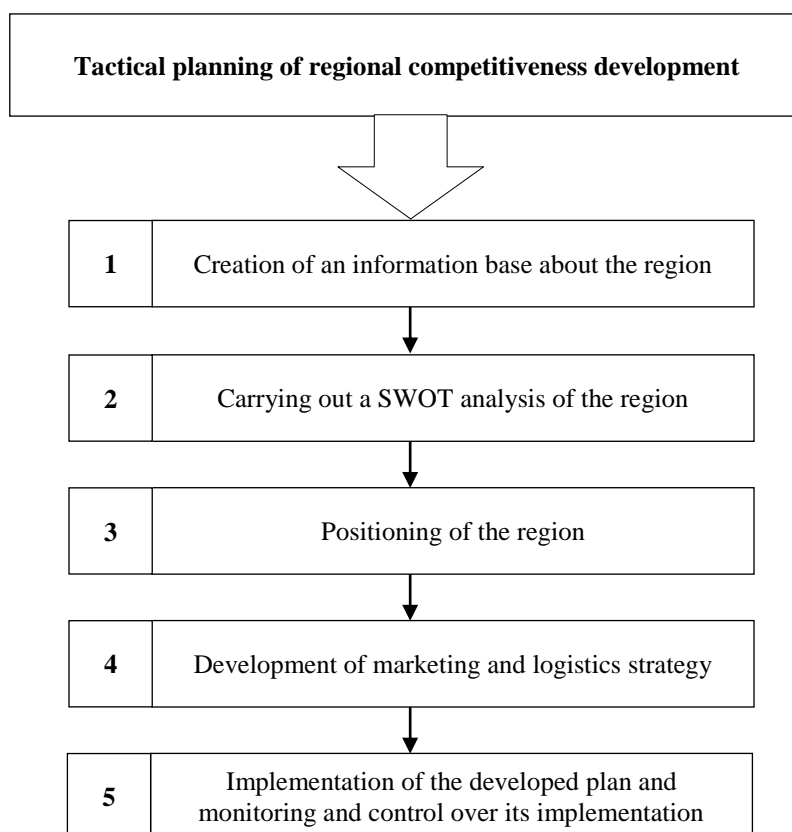 Tactical planning of regional competitiveness development
1
Creation of an information base about the region
2
Carrying out a SWOT analysis of the region
3
Positioning of the region
4
Development of marketing and logistics strategy
5
Implementation of the developed plan and
monitoring and control over its implementation